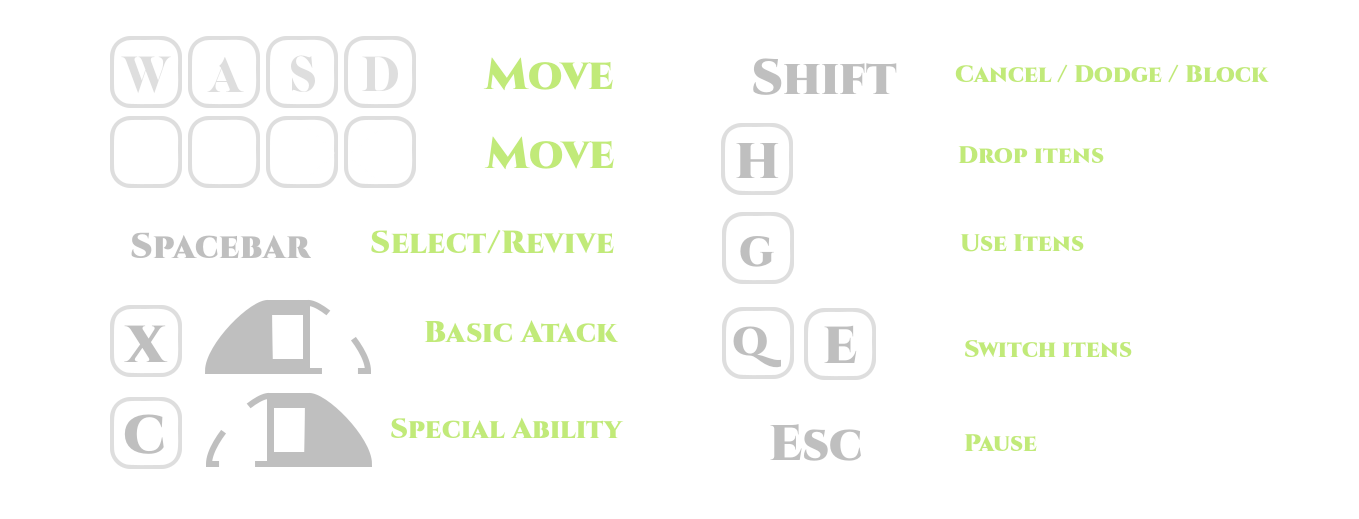 W A S D Move
Move
Spacebar Select/Revive
X Basic Atack
C Special Ability
Shift Cancel / Dodge / Block
H Drop itens
G Use Itens
Q E Switch itens
Esc Pause